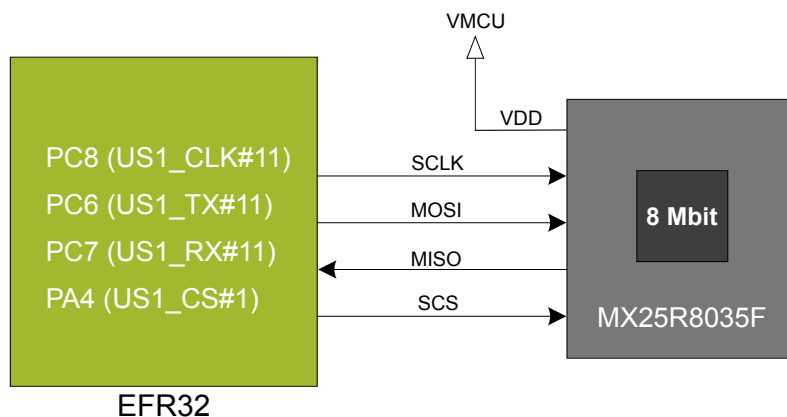 VMCU
VDD
PC8 (US1_CLK#11)
PC6 (US1_TX#11)
PC7 (US1_RX#11)
PA4 (US1_CS#1)
SCLK
MOSI
MISO
SCS
8 Mbit
MX25R8035F
EFR32